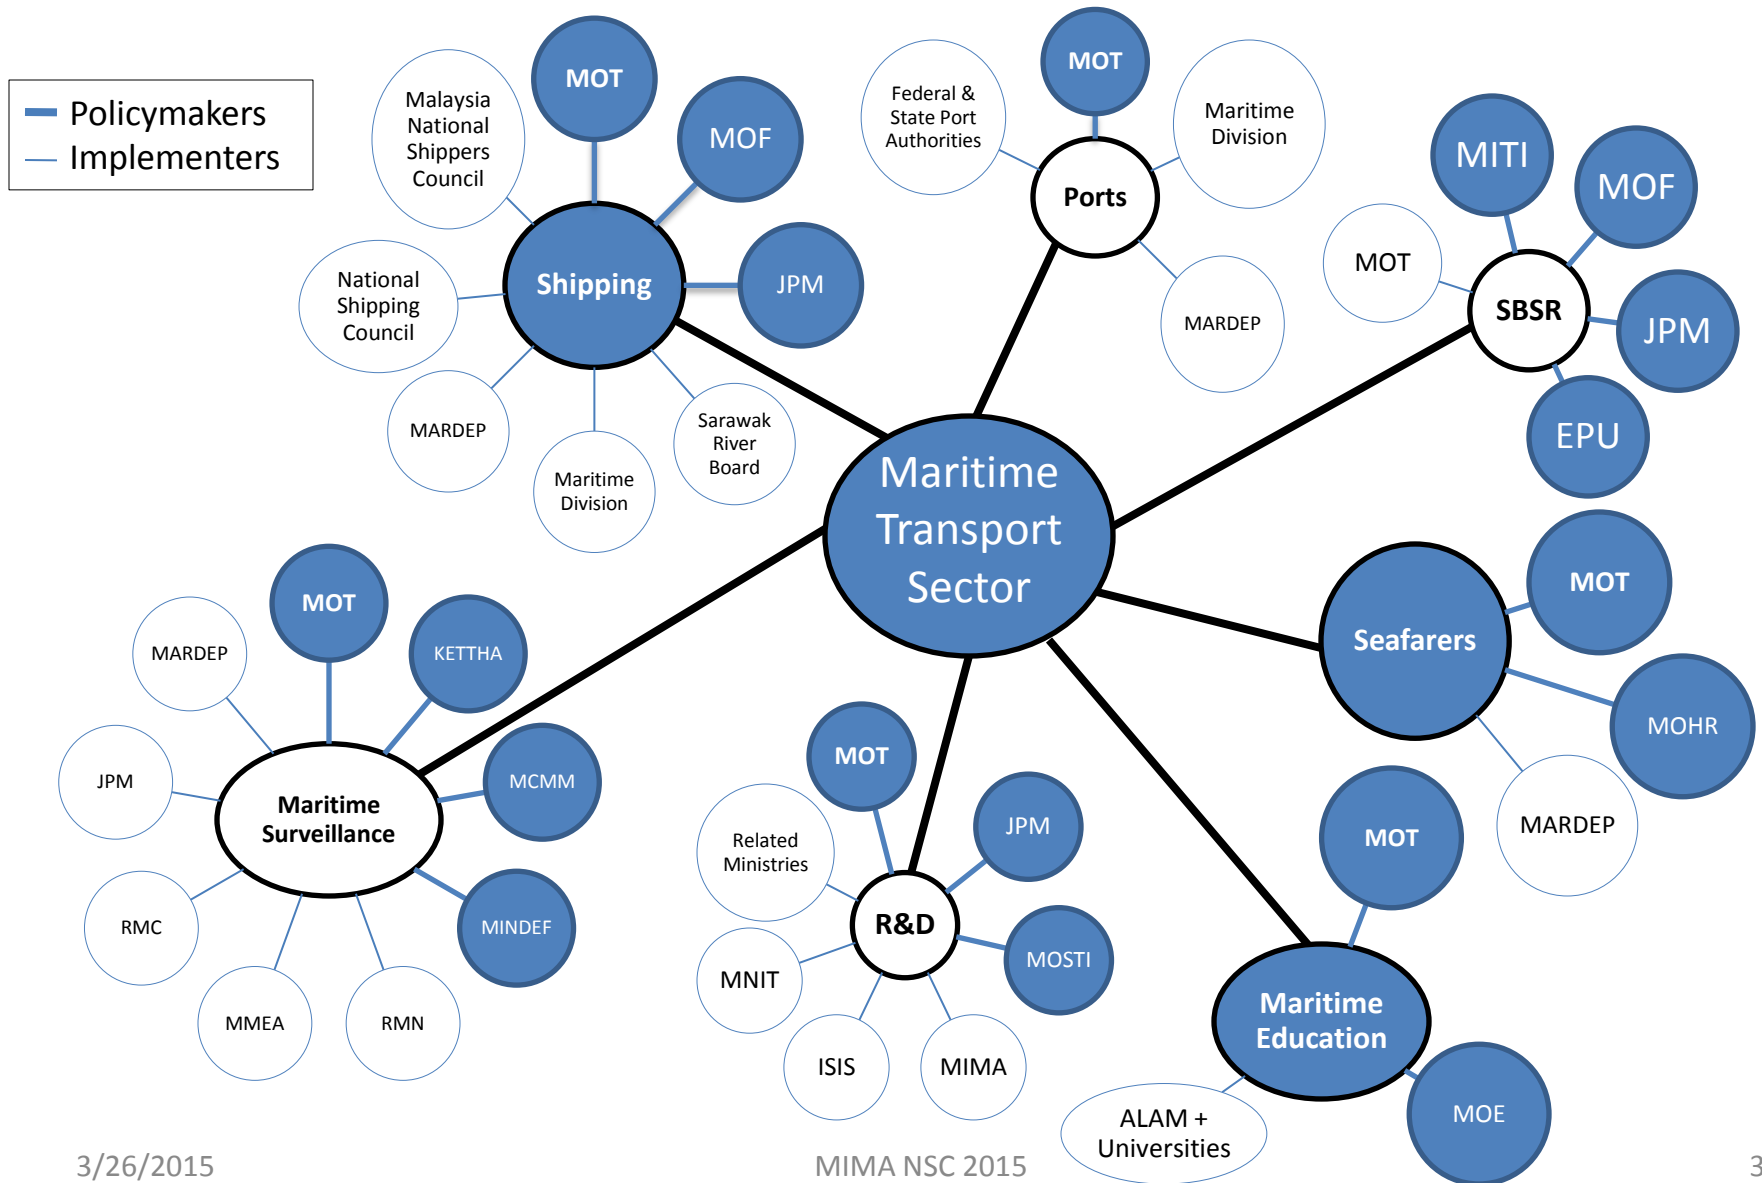 Policymakers
Implementers
Malaysia
National
Shippers
Council
MOT
MOF
JPM
Shipping
National
Shipping
Council
MARDEP
Maritime
Division
Sarawak
River
Board
Federal &
State Port
Authorities
MOT
Maritime
Division
Ports
MARDEP
MITI
MOF
MOT
SBSR
JPM
EPU
Maritime
Transport
Sector
MOT
Seafarers
MOHR
MARDEP
MOT
KETTHA
MARDEP
JPM
MCMM
Maritime
Surveillance
RMC
MINDEF
MMEA
RMN
MOT
JPM
Related
Ministries
R&D
MOSTI
MNIT
ISIS
MIMA
MOT
Maritime
Education
MOE
ALAM +
Universities
3/26/2015
MIMA NSC 2015
3